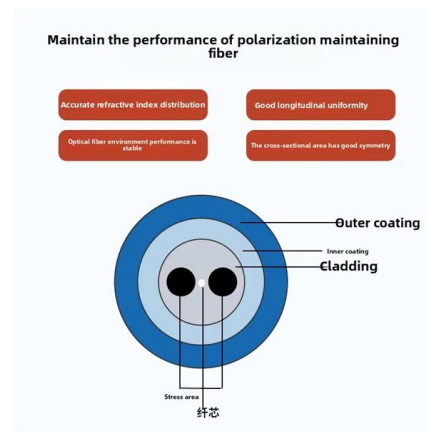 Maintain the performance of polarization maintaining
fiber
Accurate refractive index distribution
Good longitudinal uniformity
Optical fiber environment performance is
stable
The cross-sectional area has good symmetry
Outer coating
Inner coating
Cladding
Stress area
纤芯